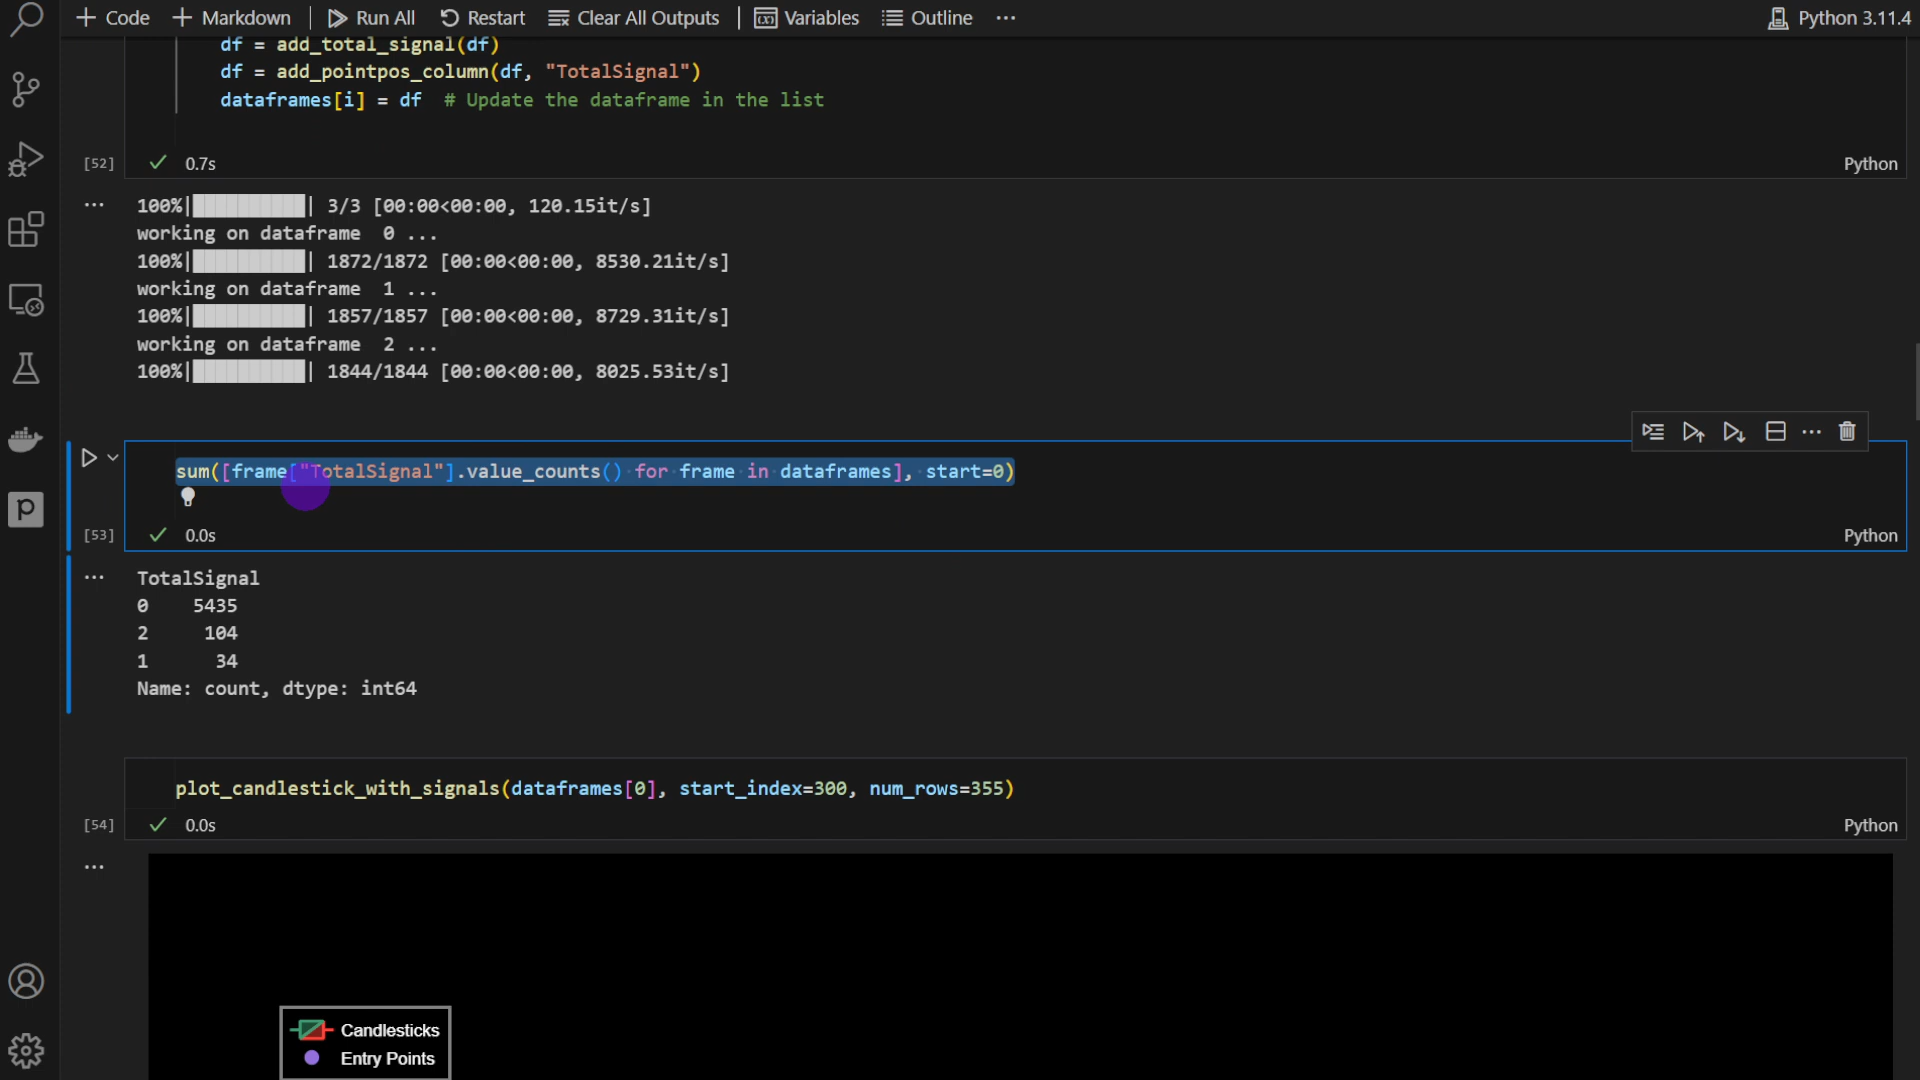 Code Markdown Run All Restart Clear All Outputs Variables Outline ... Python 3.11.4
df = add_total_signal(df)
df = add_pointpos_column(df, "TotalSignal")
dataframes[i] = df  # Update the dataframe in the list
[52] 0.7s Python
100%|██████████| 3/3 [00:00<00:00, 120.15it/s]
working on dataframe  0 ...
100%|██████████| 1872/1872 [00:00<00:00, 8530.21it/s]
working on dataframe  1 ...
100%|██████████| 1857/1857 [00:00<00:00, 8729.31it/s]
working on dataframe  2 ...
100%|██████████| 1844/1844 [00:00<00:00, 8025.53it/s]
sum([frame["TotalSignal"].value_counts() for frame in dataframes], start=0)
[53] 0.0s Python
TotalSignal
0    5435
2     104
1      34
Name: count, dtype: int64
plot_candlestick_with_signals(dataframes[0], start_index=300, num_rows=355)
[54] 0.0s Python
Candlesticks
Entry Points